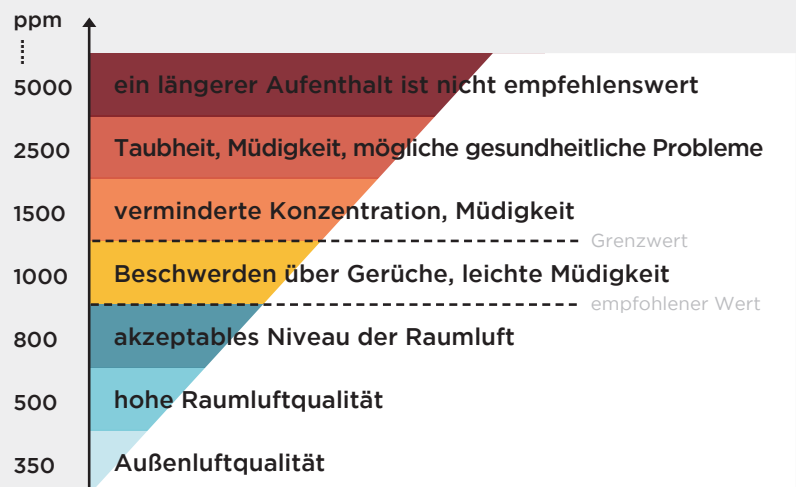 ppm
5000 ein längerer Aufenthalt ist nicht empfehlenswert
2500 Taubheit, Müdigkeit, mögliche gesundheitliche Probleme
1500 verminderte Konzentration, Müdigkeit
Grenzwert
1000 Beschwerden über Gerüche, leichte Müdigkeit
empfohlener Wert
800 akzeptables Niveau der Raumluft
500 hohe Raumluftqualität
350 Außenluftqualität